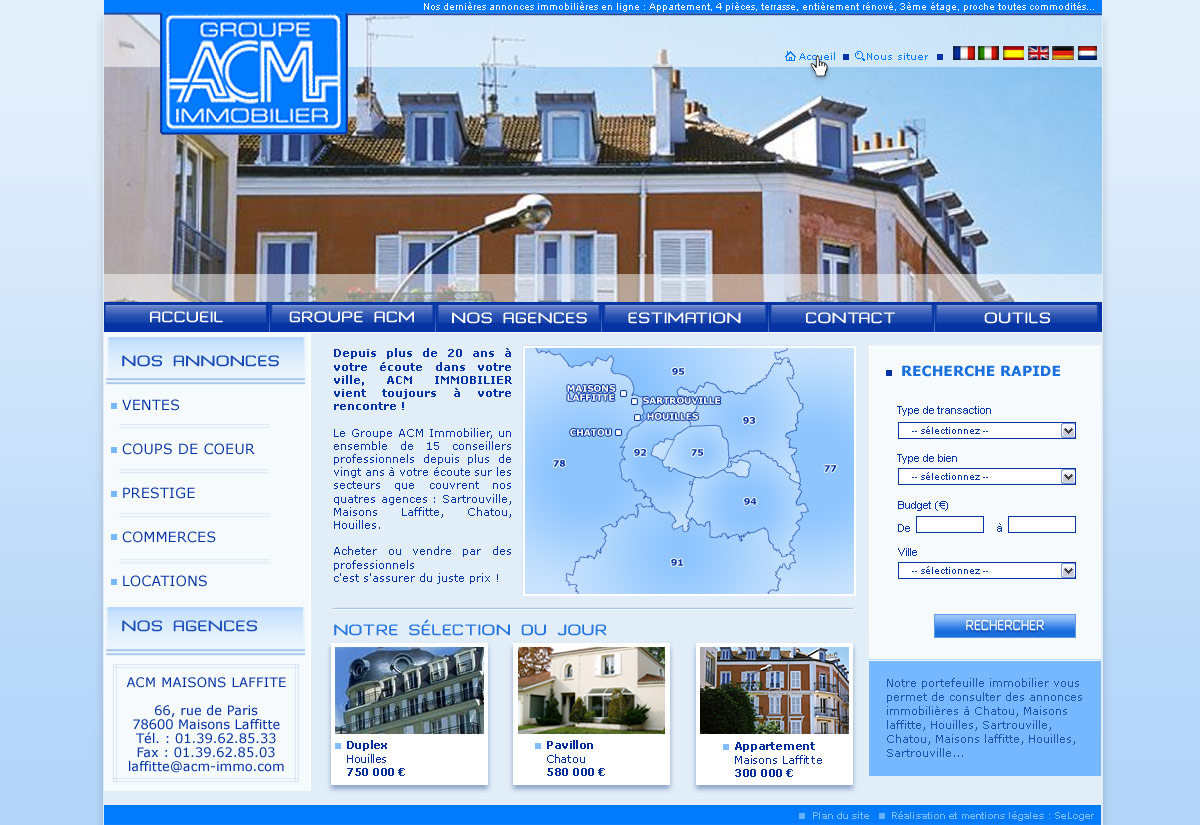 Nos dernières annonces immobilières en ligne : Appartement, 4 pièces, terrasse, entièrement rénové, 3ème étage, proche toutes commodités...
GROUPE
ACM
IMMOBILIER
Accueil
Nous situer
ACCUEIL
GROUPE ACM
NOS AGENCES
ESTIMATION
CONTACT
OUTILS
NOS ANNONCES
VENTES
COUPS DE COEUR
PRESTIGE
COMMERCES
LOCATIONS
NOS AGENCES
ACM MAISONS LAFFITE
66, rue de Paris
78600 Maisons Laffitte
Tél. : 01.39.62.85.33
Fax : 01.39.62.85.03
laffitte@acm-immo.com
Depuis plus de 20 ans à
votre écoute dans votre
ville, ACM IMMOBILIER
vient toujours à votre
rencontre !
Le Groupe ACM Immobilier, un
ensemble de 15 conseillers
professionnels depuis plus de
vingt ans à votre écoute sur les
secteurs que couvrent nos
quatres agences : Sartrouville,
Maisons Laffitte, Chatou,
Houilles.
Acheter ou vendre par des
professionnels
c'est s'assurer du juste prix !
95
MAISONS
LAFFITTE
SARTROUVILLE
HOUILLES
CHATOU
93
92
75
78
77
94
91
NOTRE SÉLECTION DU JOUR
Duplex
Houilles
750 000 €
Pavillon
Chatou
580 000 €
Appartement
Maisons Laffitte
300 000 €
RECHERCHE RAPIDE
Type de transaction
-- sélectionnez --
Type de bien
-- sélectionnez --
Budget (€)
De
à
Ville
-- sélectionnez --
RECHERCHER
Notre portefeuille immobilier vous
permet de consulter des annonces
immobilières à Chatou, Maisons
laffitte, Houilles, Sartrouville,
Chatou, Maisons laffitte, Houilles,
Sartrouville...
Plan du site
Réalisation et mentions légales : SeLoger